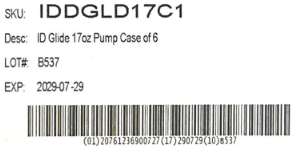 SKU: IDDGLD17C1
Desc: ID Glide 17oz Pump Case of 6
LOT#: B537
EXP: 2029-07-29
(01)20761236900727(17)290729(10)B537